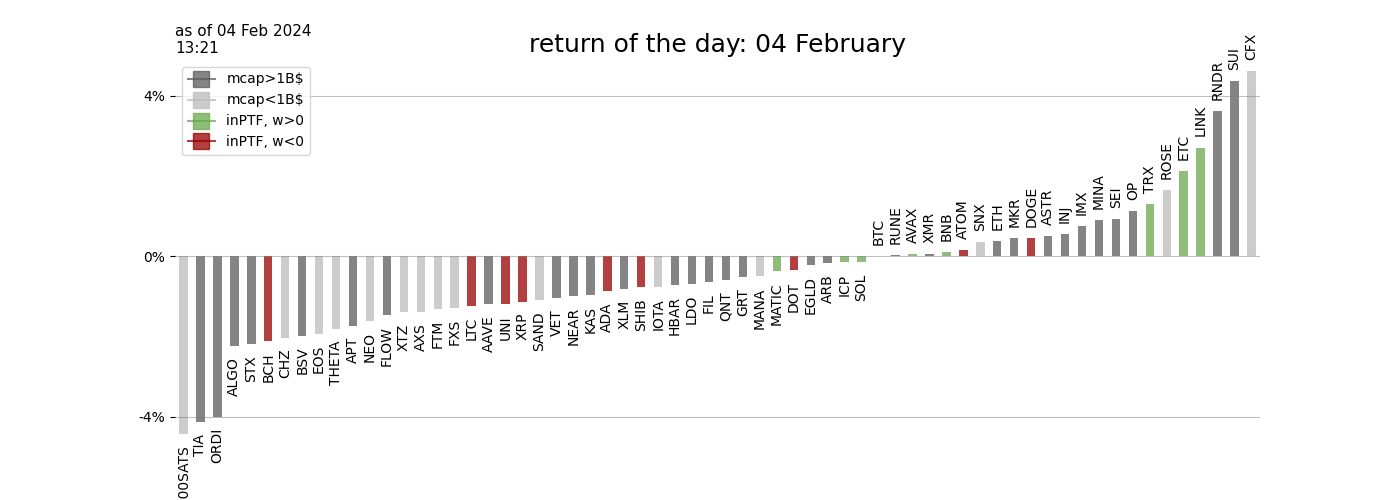 as of 04 Feb 2024
13:21
return of the day: 04 February
mcap>1B$
mcap<1B$
inPTF, w>0
inPTF, w<0
4%
0%
-4%
00SATS
TIA
ORDI
ALGO
STX
BCH
CHZ
BSV
EOS
THETA
APT
NEO
FLOW
XTZ
AXS
FTM
FXS
LTC
AAVE
UNI
XRP
SAND
VET
NEAR
KAS
ADA
XLM
SHIB
IOTA
HBAR
LDO
FIL
QNT
GRT
MANA
MATIC
DOT
EGLD
ARB
ICP
SOL
BTC
RUNE
AVAX
XMR
BNB
ATOM
SNX
ETH
MKR
DOGE
ASTR
INJ
IMX
MINA
SEI
OP
TRX
ROSE
ETC
LINK
RNDR
SUI
CFX